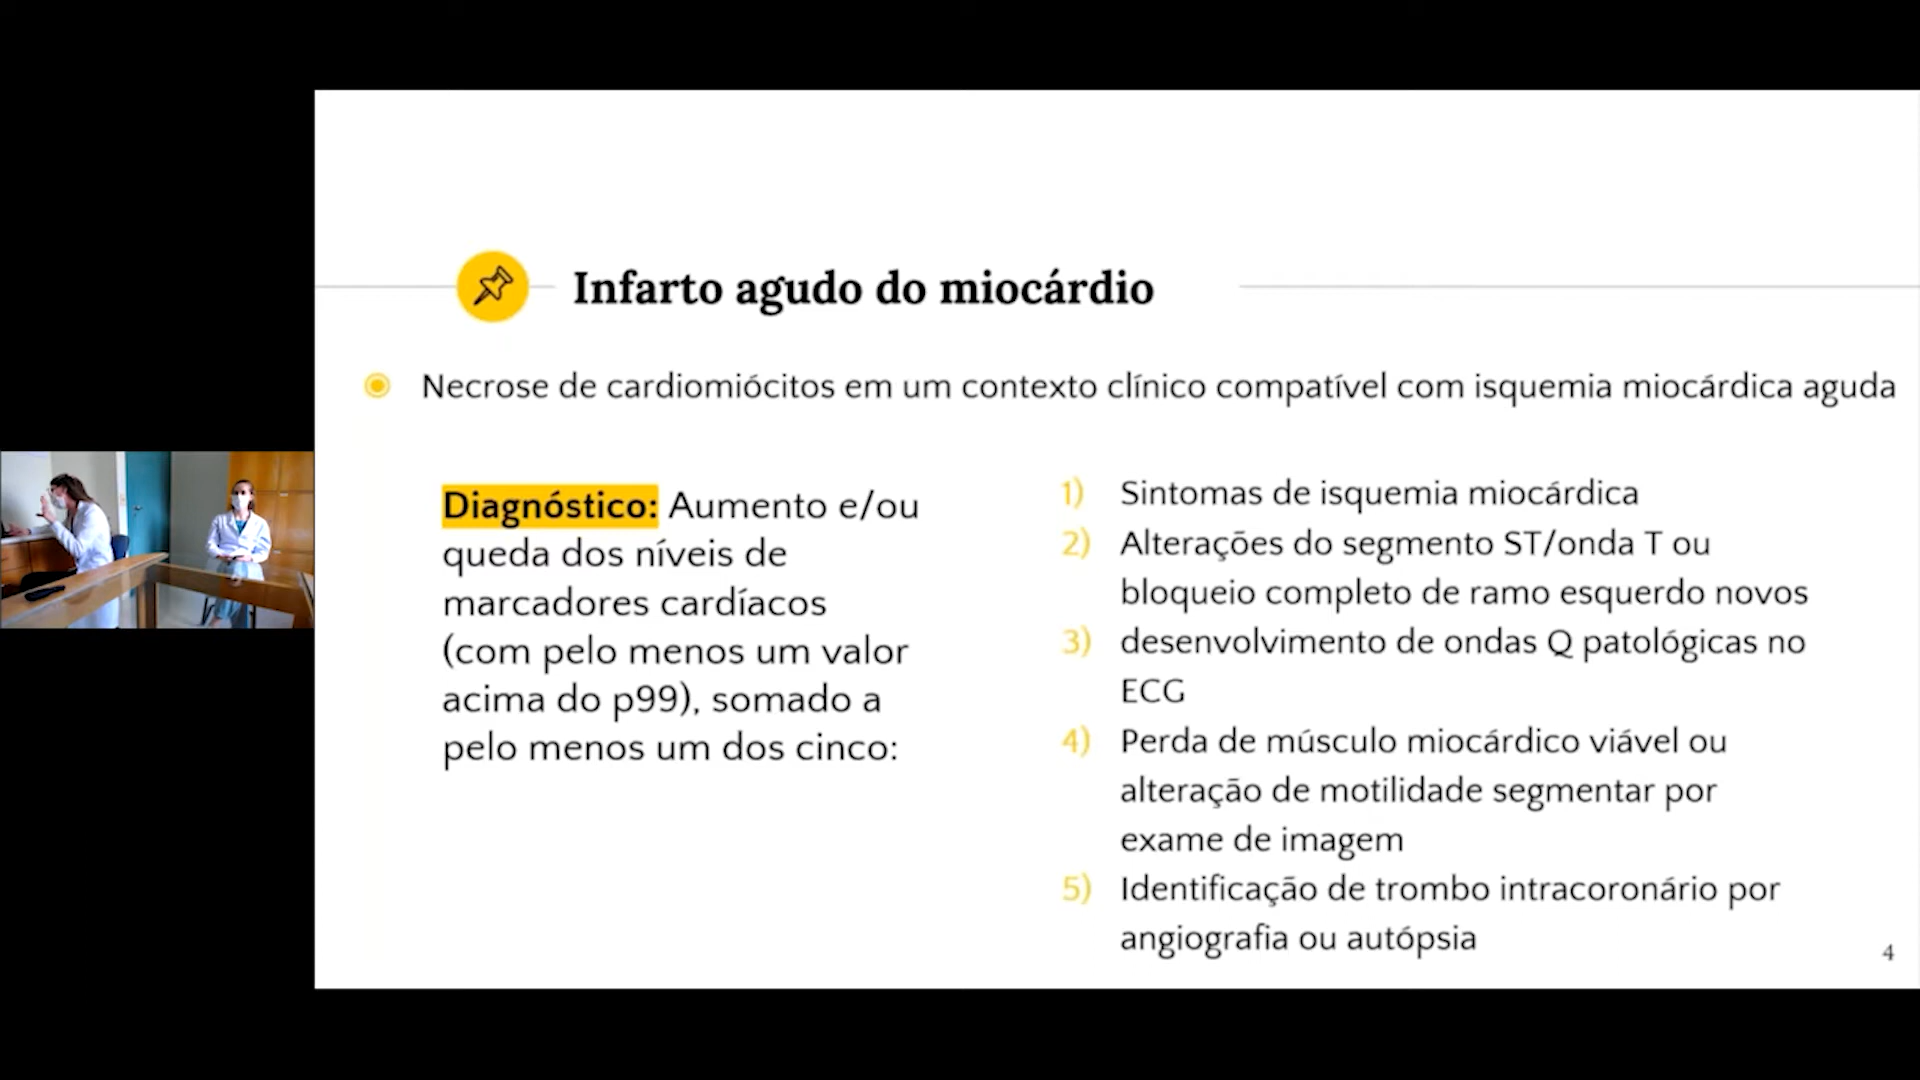 Infarto agudo do miocárdio
Necrose de cardiomiócitos em um contexto clínico compatível com isquemia miocárdica aguda
Diagnóstico: Aumento e/ou
queda dos níveis de
marcadores cardíacos
(com pelo menos um valor
acima do p99), somado a
pelo menos um dos cinco:
1) Sintomas de isquemia miocárdica
2) Alterações do segmento ST/onda T ou
bloqueio completo de ramo esquerdo novos
3) desenvolvimento de ondas Q patológicas no
ECG
4) Perda de músculo miocárdico viável ou
alteração de motilidade segmentar por
exame de imagem
5) Identificação de trombo intracoronário por
angiografia ou autópsia
4